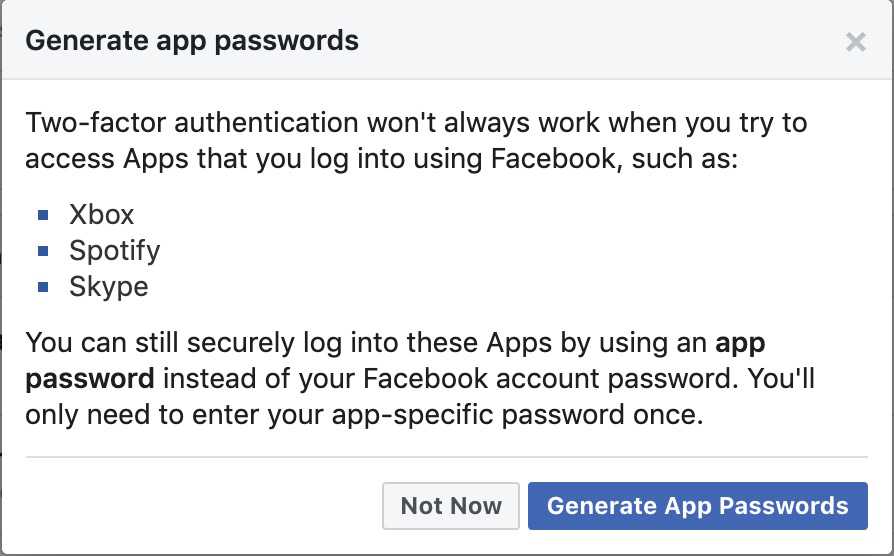 Generate app passwords
Two-factor authentication won't always work when you try to
access Apps that you log into using Facebook, such as:
Xbox
Spotify
Skype
You can still securely log into these Apps by using an app
password instead of your Facebook account password. You'll
only need to enter your app-specific password once.
Not Now
Generate App Passwords